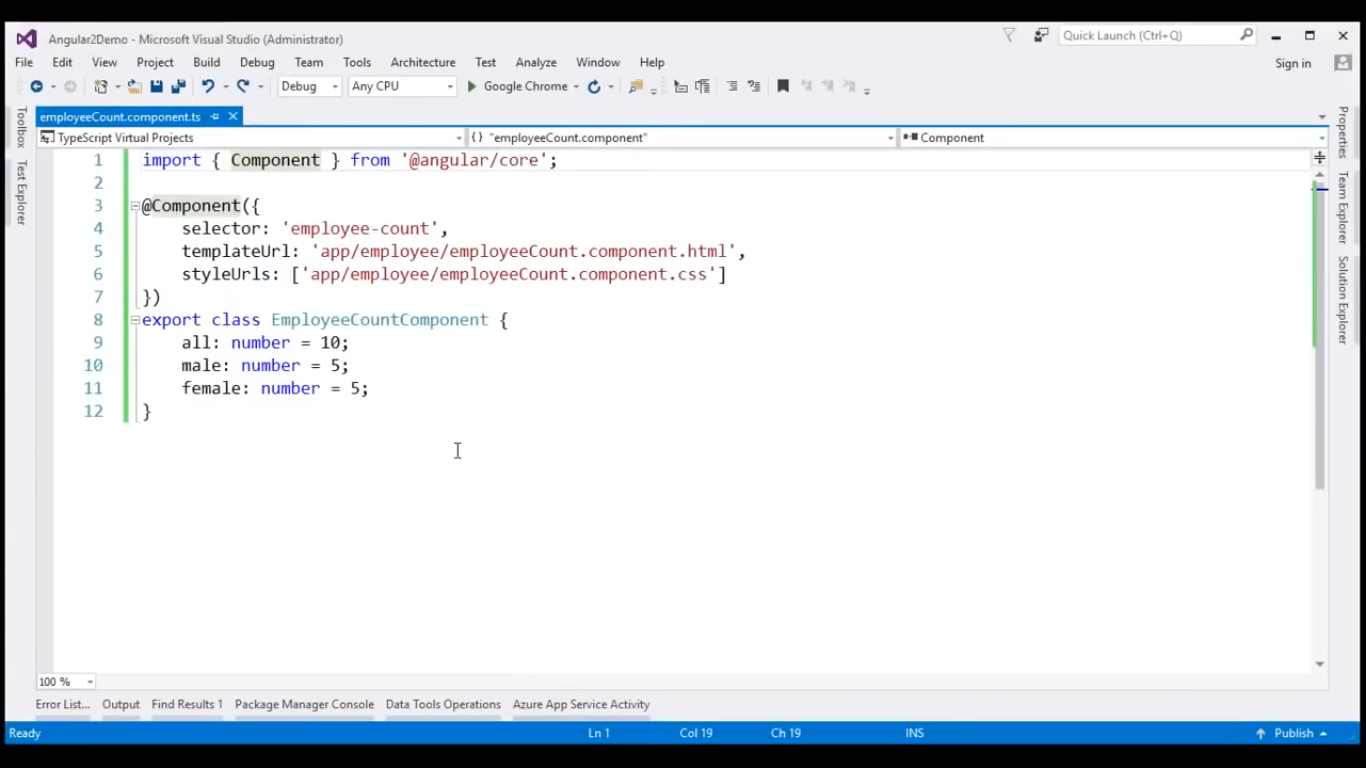 Angular2Demo - Microsoft Visual Studio (Administrator)
Quick Launch (Ctrl+Q)
File Edit View Project Build Debug Team Tools Architecture Test Analyze Window Help
Sign in
Debug Any CPU Google Chrome
employeeCount.component.ts
TypeScript Virtual Projects
{} "employeeCount.component"
Component
Toolbox
Test Explorer
1 import { Component } from '@angular/core';
2
3 @Component({
4 selector: 'employee-count',
5 templateUrl: 'app/employee/employeeCount.component.html',
6 styleUrls: ['app/employee/employeeCount.component.css']
7 })
8 export class EmployeeCountComponent {
9 all: number = 10;
10 male: number = 5;
11 female: number = 5;
12 }
Properties
Team Explorer
Solution Explorer
100 %
Error List... Output Find Results 1 Package Manager Console Data Tools Operations Azure App Service Activity
Ready Ln 1 Col 19 Ch 19 INS Publish